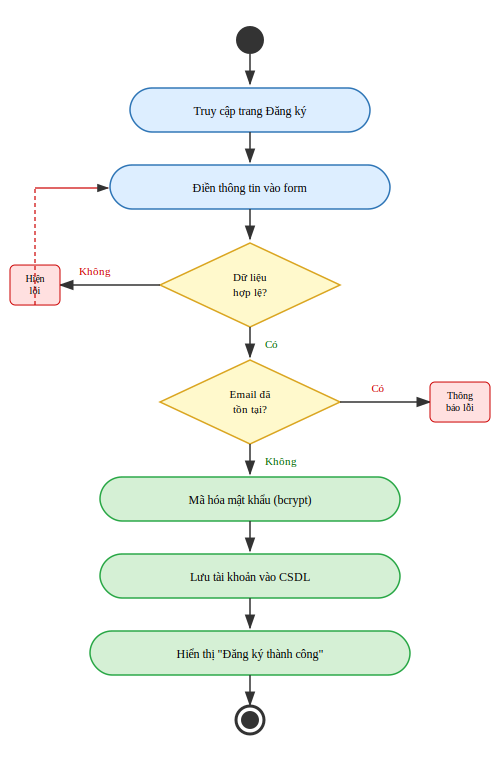 Truy cập trang Đăng ký
Điền thông tin vào form
Dữ liệu
hợp lệ?
Không
Hiện
lỗi
Có
Email đã
tồn tại?
Có
Thông
báo lỗi
Không
Mã hóa mật khẩu (bcrypt)
Lưu tài khoản vào CSDL
Hiển thị "Đăng ký thành công"